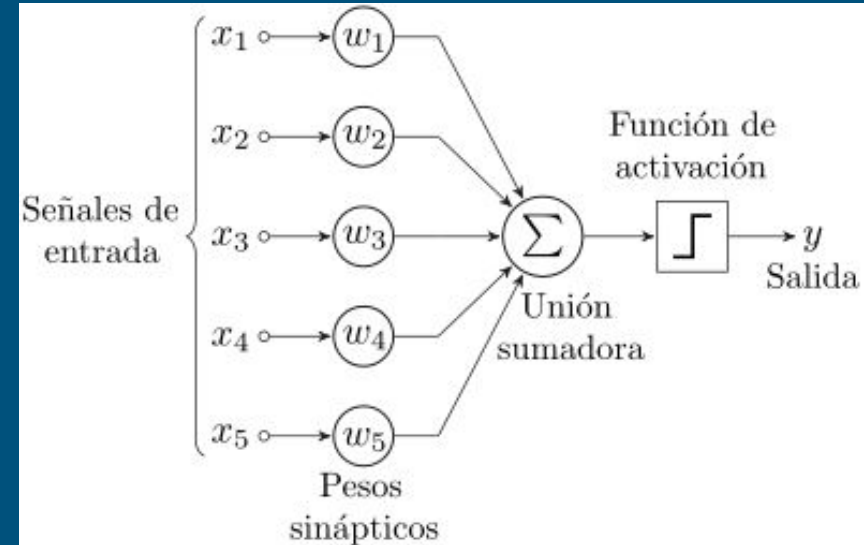 Señales de
entrada
x1
x2
x3
x4
x5
w1
w2
w3
w4
w5
Pesos
sinápticos
∑
Unión
sumadora
Función de
activación
y
Salida